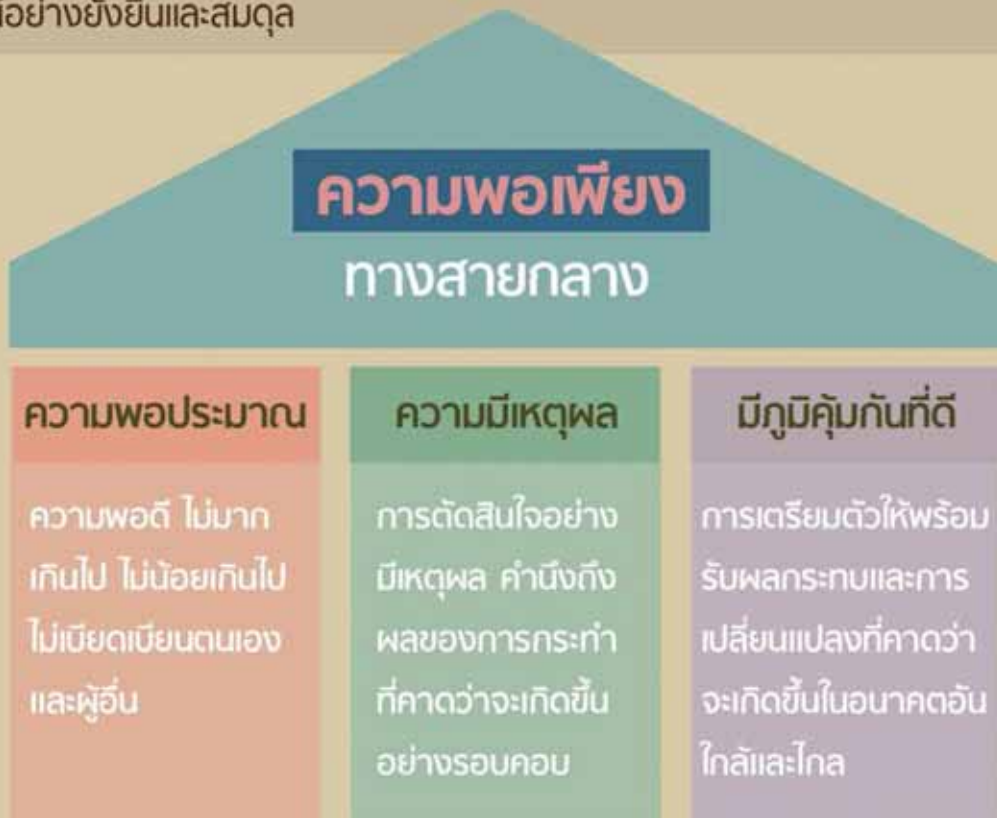 อย่างยั่งยืนและสมดุล
ความพอเพียง
ทางสายกลาง
ความพอประมาณ
ความพอดี ไม่มาก
เกินไป ไม่น้อยเกินไป
ไม่เบียดเบียนตนเอง
และผู้อื่น
ความมีเหตุผล
การตัดสินใจอย่าง
มีเหตุผล คำนึงถึง
ผลของการกระทำ
ที่คาดว่าจะเกิดขึ้น
อย่างรอบคอบ
มีภูมิคุ้มกันที่ดี
การเตรียมตัวให้พร้อม
รับผลกระทบและการ
เปลี่ยนแปลงที่คาดว่า
จะเกิดขึ้นในอนาคตอัน
ใกล้และไกล